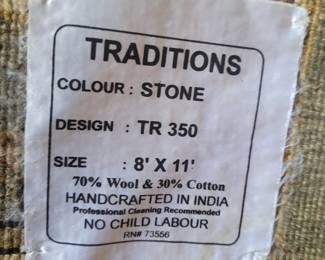 TRADITIONS
COLOUR : STONE
DESIGN : TR 350
SIZE : 8' X 11'
70% Wool & 30% Cotton
HANDCRAFTED IN INDIA
Professional Cleaning Recommended
NO CHILD LABOUR
RN# 73556